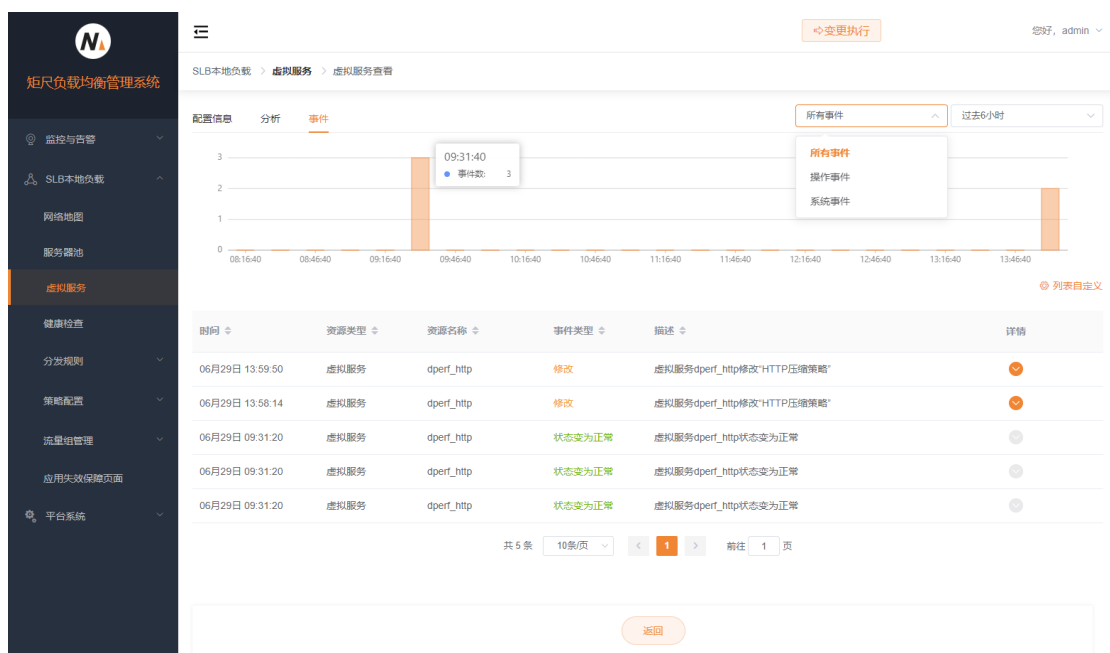 变更执行
您好，admin
矩尺负载均衡管理系统
SLB本地负载 > 虚拟服务 > 虚拟服务查看
配置信息 分析 事件
所有事件 过去6小时
所有事件
操作事件
系统事件
监控与告警
SLB本地负载
网络地图
服务器池
虚拟服务
健康检查
分发规则
策略配置
流量组管理
应用失效保障页面
平台系统
3
2
1
0
09:31:40
事件数: 3
08:16:40 08:46:40 09:16:40 09:46:40 10:16:40 10:46:40 11:16:40 11:46:40 12:16:40 12:46:40 13:16:40 13:46:40
列表自定义
时间 资源类型 资源名称 事件类型 描述 详情
06月29日 13:59:50 虚拟服务 dperf_http 修改 虚拟服务dperf_http修改"HTTP压缩策略"
06月29日 13:58:14 虚拟服务 dperf_http 修改 虚拟服务dperf_http修改"HTTP压缩策略"
06月29日 09:31:20 虚拟服务 dperf_http 状态变为正常 虚拟服务dperf_http状态变为正常
06月29日 09:31:20 虚拟服务 dperf_http 状态变为正常 虚拟服务dperf_http状态变为正常
06月29日 09:31:20 虚拟服务 dperf_http 状态变为正常 虚拟服务dperf_http状态变为正常
共 5 条 10条/页 < 1 > 前往 1 页
返回